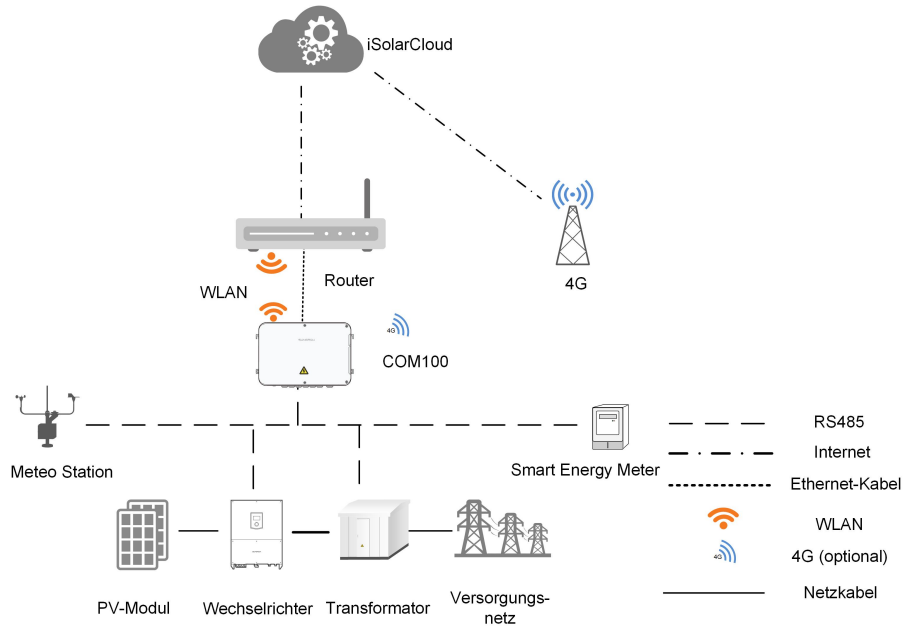 iSolarCloud
4G
WLAN
Router
4G
COM100
Meteo Station
Smart Energy Meter
RS485
Internet
Ethernet-Kabel
WLAN
4G
4G (optional)
Netzkabel
PV-Modul
Wechselrichter
Transformator
Versorgungs-
netz